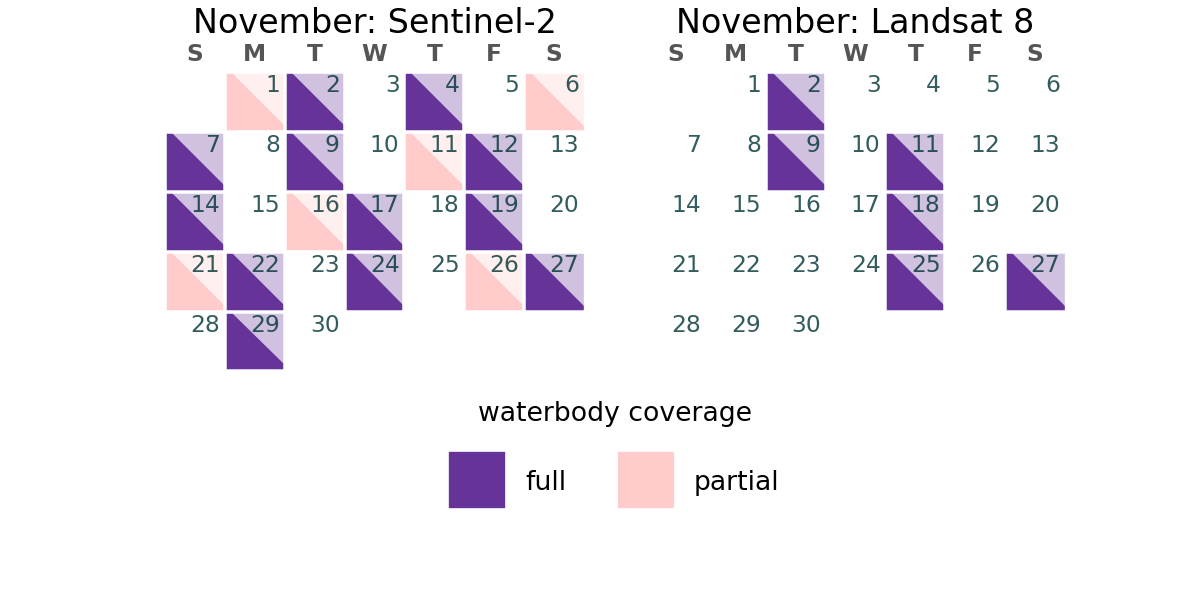 November: Sentinel-2
S M T W T F S
1 2 3 4 5 6
7 8 9 10 11 12 13
14 15 16 17 18 19 20
21 22 23 24 25 26 27
28 29 30
November: Landsat 8
S M T W T F S
1 2 3 4 5 6
7 8 9 10 11 12 13
14 15 16 17 18 19 20
21 22 23 24 25 26 27
28 29 30
waterbody coverage
full
partial